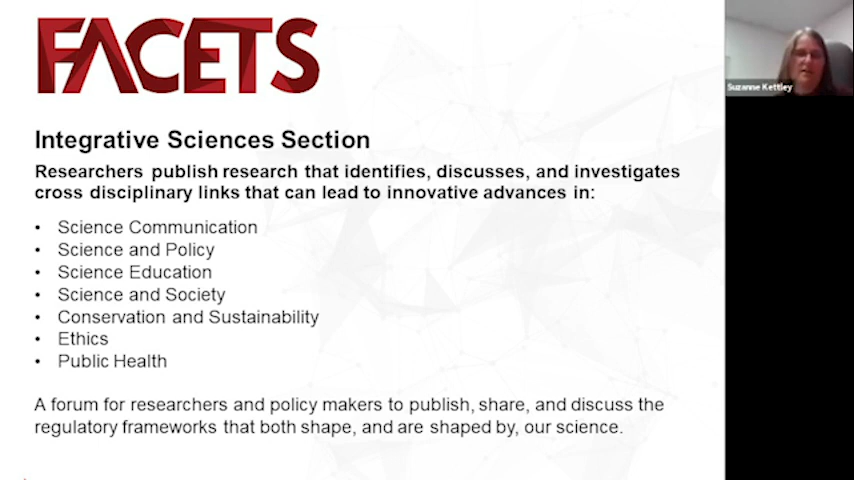 FACETS
Suzanne Kettley
Integrative Sciences Section
Researchers publish research that identifies, discusses, and investigates
cross disciplinary links that can lead to innovative advances in:
• Science Communication
• Science and Policy
• Science Education
• Science and Society
• Conservation and Sustainability
• Ethics
• Public Health
A forum for researchers and policy makers to publish, share, and discuss the
regulatory frameworks that both shape, and are shaped by, our science.